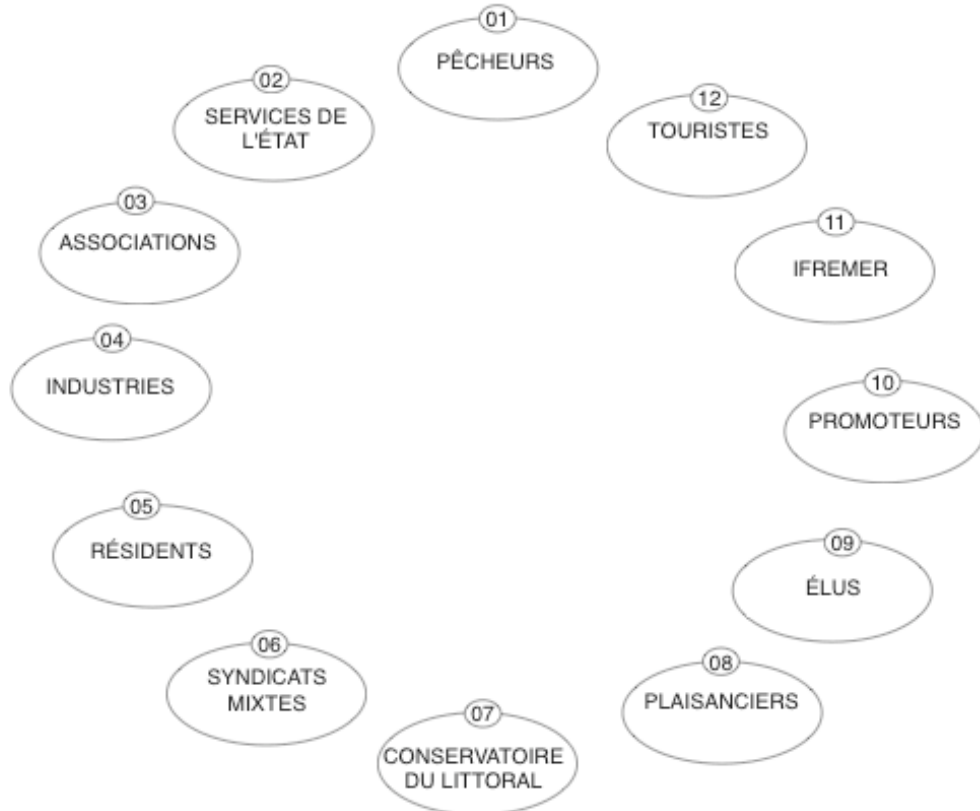 01
PÊCHEURS
02
SERVICES DE
L'ÉTAT
03
ASSOCIATIONS
04
INDUSTRIES
05
RÉSIDENTS
06
SYNDICATS
MIXTES
07
CONSERVATOIRE
DU LITTORAL
08
PLAISANCIERS
09
ÉLUS
10
PROMOTEURS
11
IFREMER
12
TOURISTES